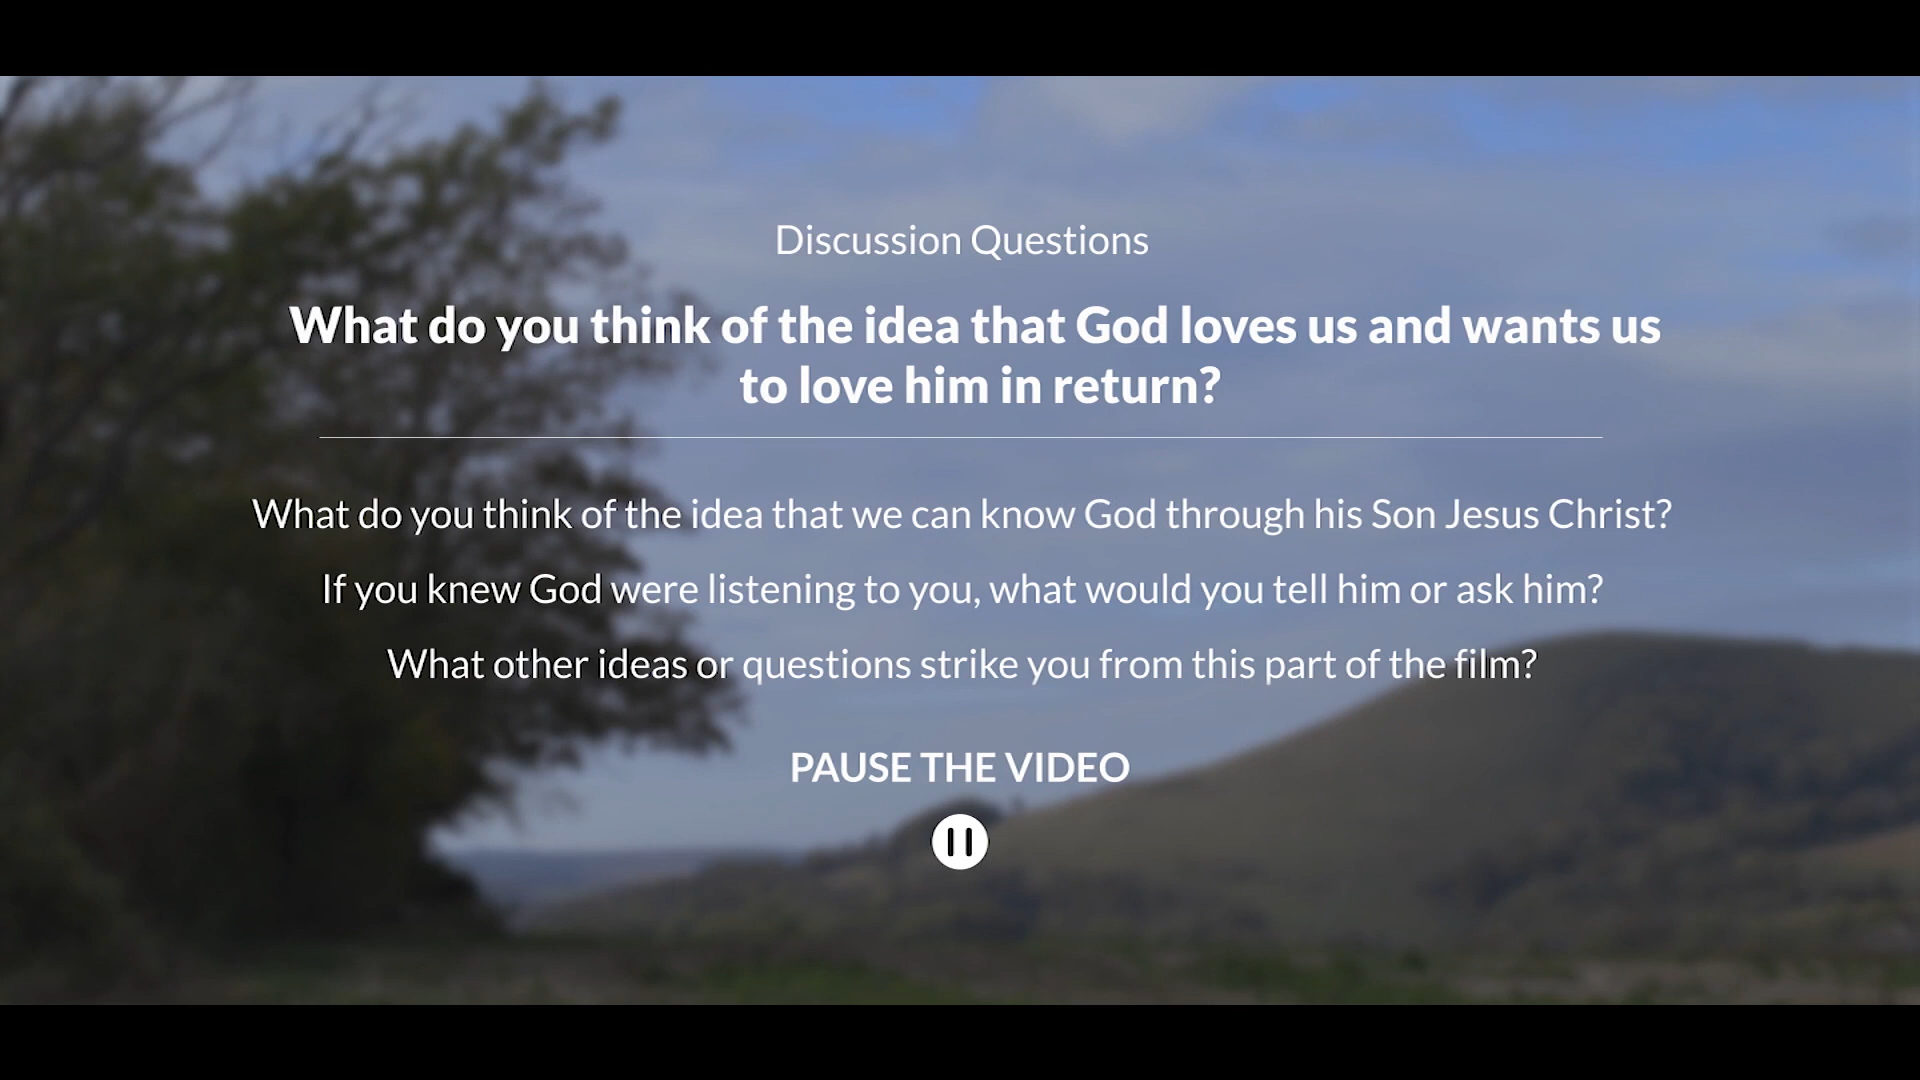 Discussion Questions
What do you think of the idea that God loves us and wants us
to love him in return?
What do you think of the idea that we can know God through his Son Jesus Christ?
If you knew God were listening to you, what would you tell him or ask him?
What other ideas or questions strike you from this part of the film?
PAUSE THE VIDEO